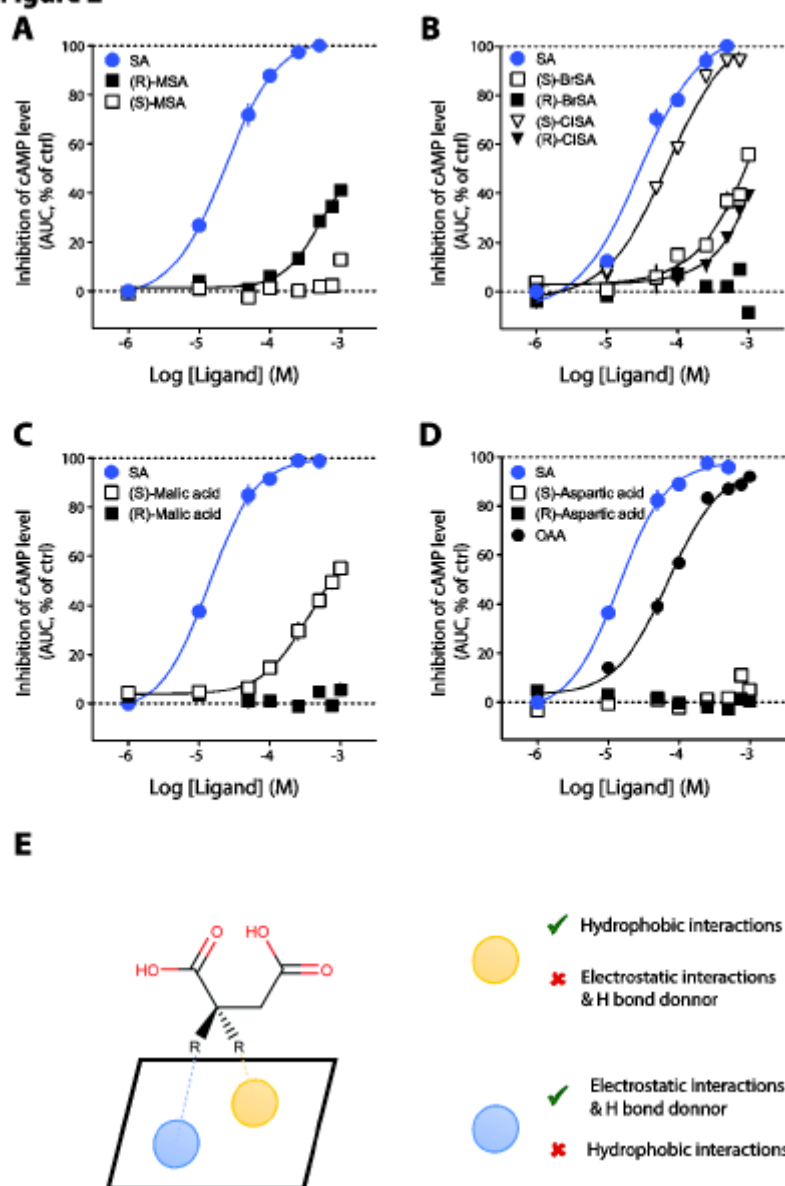 Figure 2
A
100
80
60
40
20
0
SA
(R)-MSA
(S)-MSA
Inhibition of cAMP level
(AUC, % of ctrl)
-6 -5 -4 -3
Log [Ligand] (M)
B
100
80
60
40
20
0
SA
(S)-BrSA
(R)-BrSA
(S)-ClSA
(R)-ClSA
Inhibition of cAMP level
(AUC, % of ctrl)
-6 -5 -4 -3
Log [Ligand] (M)
C
100
80
60
40
20
0
SA
(S)-Malic acid
(R)-Malic acid
Inhibition of cAMP level
(AUC, % of ctrl)
-6 -5 -4 -3
Log [Ligand] (M)
D
100
80
60
40
20
0
SA
(S)-Aspartic acid
(R)-Aspartic acid
OAA
Inhibition of cAMP level
(AUC, % of ctrl)
-6 -5 -4 -3
Log [Ligand] (M)
E
O HO
HO O
R R
Hydrophobic interactions
Electrostatic interactions
& H bond donnor
Electrostatic interactions
& H bond donnor
Hydrophobic interactions